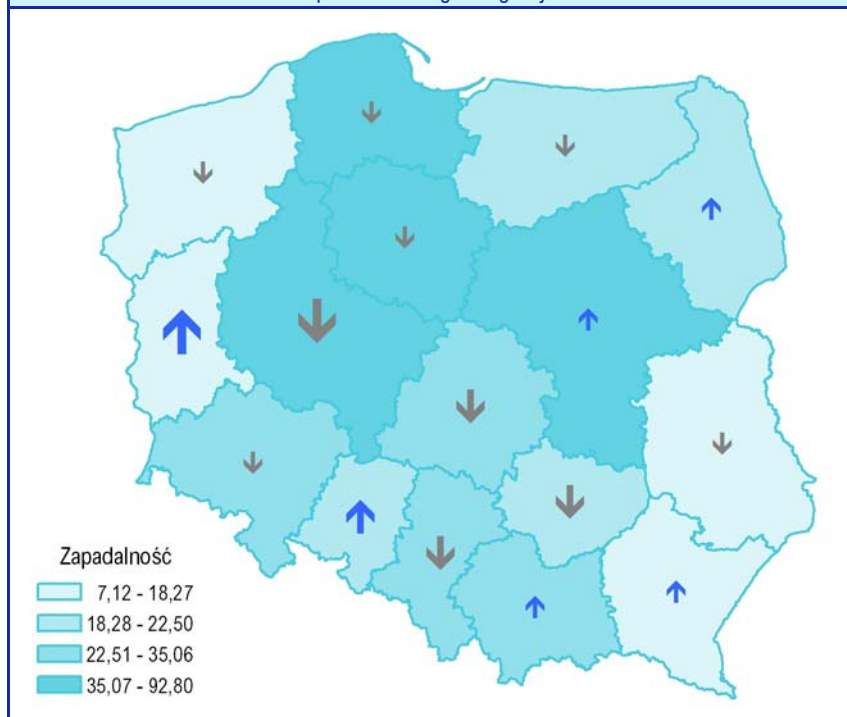 Zapadalność
7,12 - 18,27
18,28 - 22,50
22,51 - 35,06
35,07 - 92,80